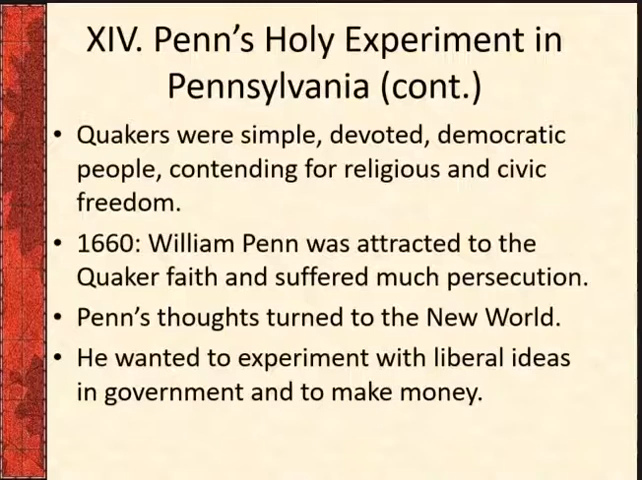 XIV. Penn’s Holy Experiment in
Pennsylvania (cont.)
• Quakers were simple, devoted, democratic
people, contending for religious and civic
freedom.
• 1660: William Penn was attracted to the
Quaker faith and suffered much persecution.
• Penn’s thoughts turned to the New World.
• He wanted to experiment with liberal ideas
in government and to make money.